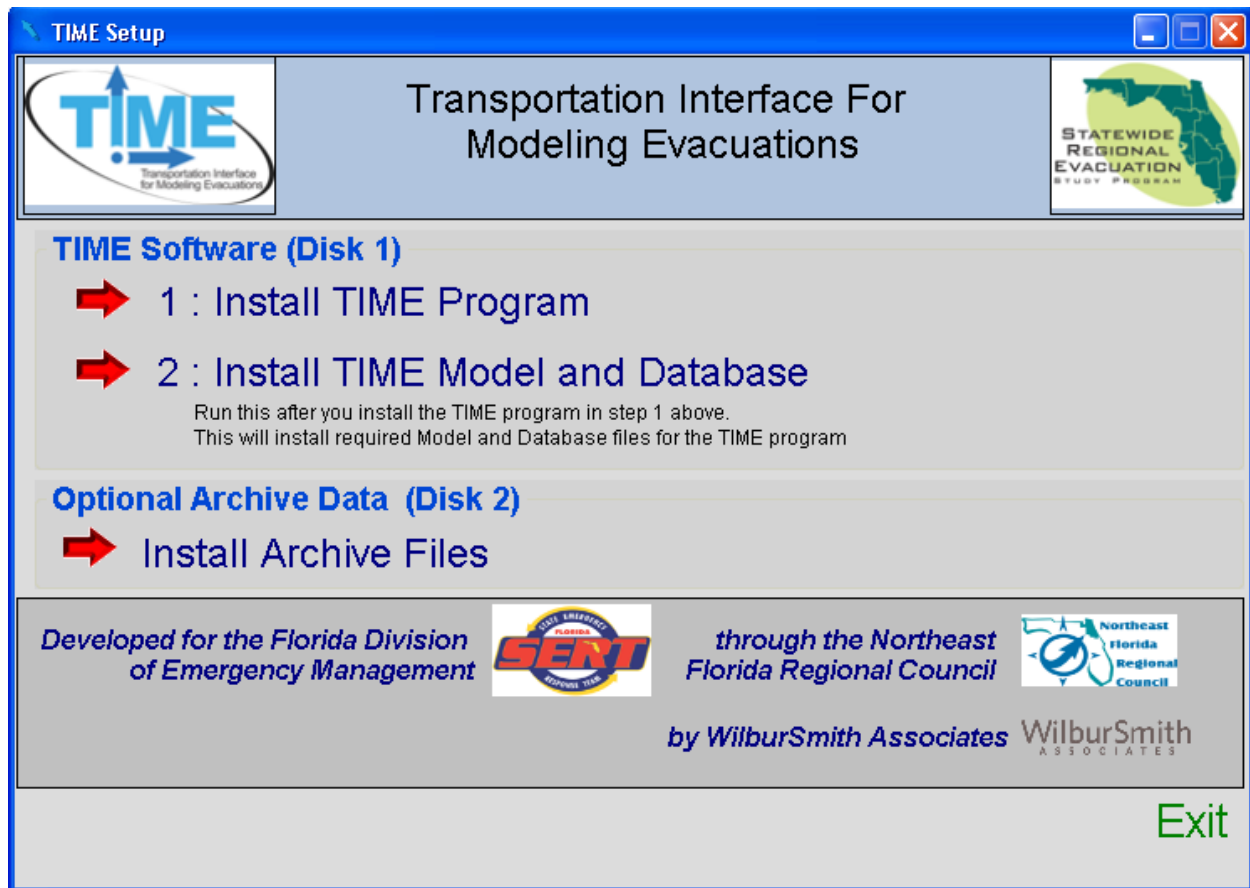 TIME Setup
TIME
Transportation Interface
for Modeling Evacuations
Transportation Interface For
Modeling Evacuations
STATEWIDE
REGIONAL
EVACUATION
STUDY PROGRAM
TIME Software (Disk 1)
1 : Install TIME Program
2 : Install TIME Model and Database
Run this after you install the TIME program in step 1 above.
This will install required Model and Database files for the TIME program
Optional Archive Data (Disk 2)
Install Archive Files
Developed for the Florida Division
of Emergency Management
STATE EMERGENCY
FLORIDA
SERT
RESPONSE TEAM
through the Northeast
Florida Regional Council
Northeast
Florida
Regional
Council
by WilburSmith Associates
WilburSmith
ASSOCIATES
Exit